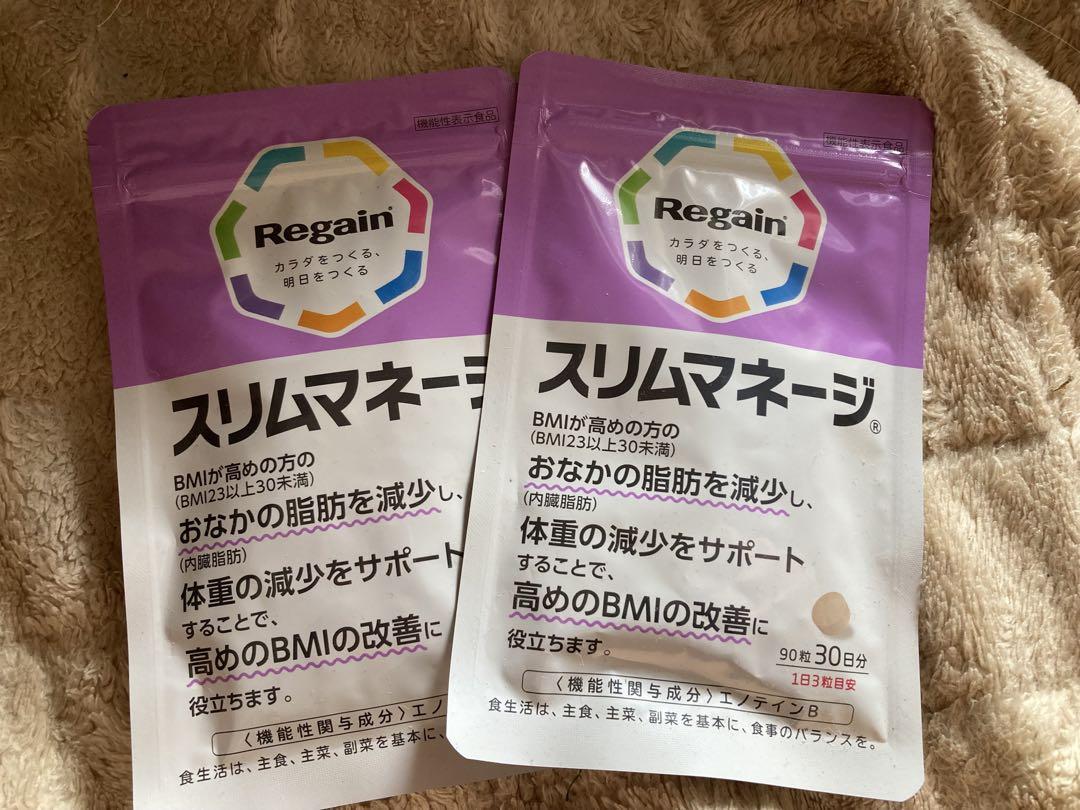 機能性表示食品
Regain
カラダをつくる、
明日をつくる
スリムマネー
BMIが高めの方の
(BMI23以上30未満)
おなかの脂肪を減少し、
(内臓脂肪)
体重の減少をサポート
することで、
高めのBMIの改善に
役立ちます。
〈機能性関与成分〉エノ
食生活は、主食、主菜、副菜を基本に、
機能性表示食品
Regain
カラダをつくる、
明日をつくる
スリムマネージ®
BMIが高めの方の
(BMI23以上30未満)
おなかの脂肪を減少し、
(内臓脂肪)
体重の減少をサポート
することで、
高めのBMIの改善に
役立ちます。
90粒30日分
1日3粒目安
〈機能性関与成分〉エノテインB
食生活は、主食、主菜、副菜を基本に、食事のバランスを。